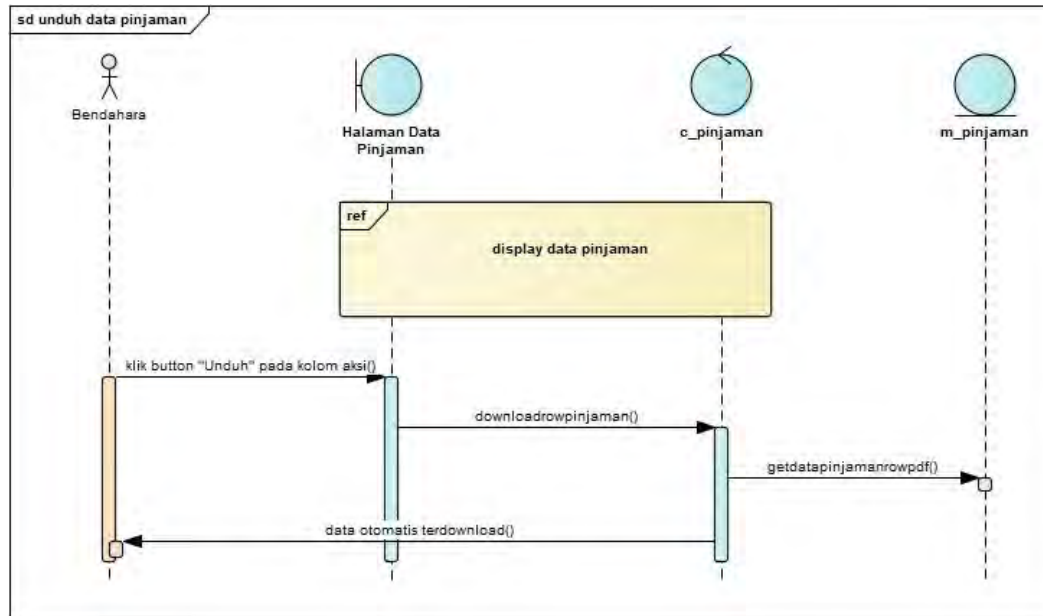 sd unduh data pinjaman
Bendahara
Halaman Data
Pinjaman
c_pinjaman
m_pinjaman
ref
display data pinjaman
klik button "Unduh" pada kolom aksi()
downloadrowpinjaman()
getdatapinjamanrowpdf()
data otomatis terdownload()